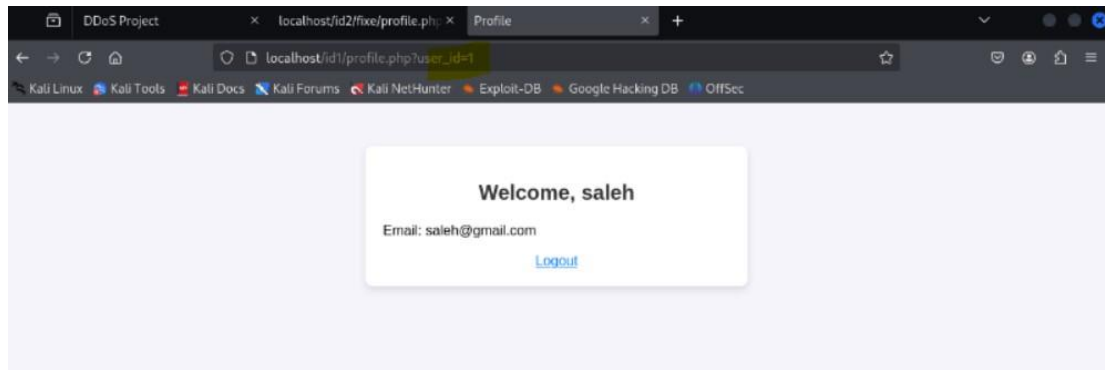 DDoS Project × localhost/id2/fixe/profile.php × Profile × +
localhost/id1/profile.php?user_id=1
Kali Linux Kali Tools Kali Docs Kali Forums Kali NetHunter Exploit-DB Google Hacking DB OffSec
Welcome, saleh
Email: saleh@gmail.com
Logout